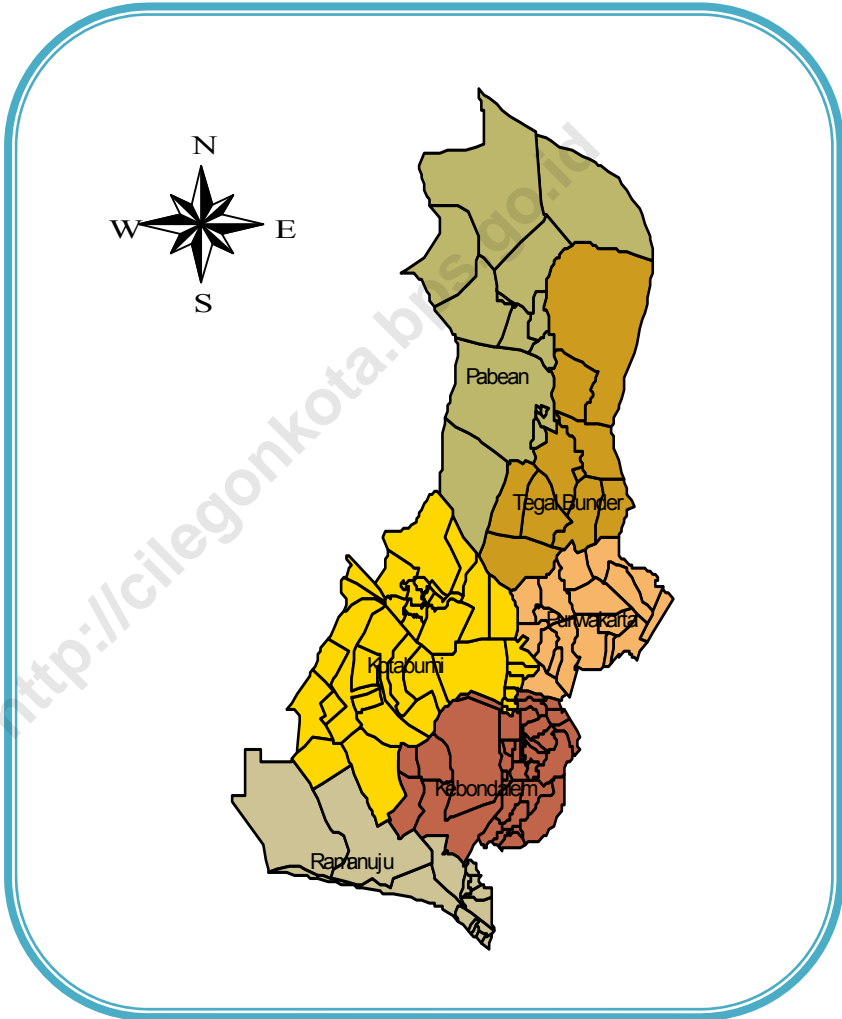 N
W E
S
Pabean
Tegal Bunder
Purwakarta
Kotabumi
Kebondalem
Ramanuju
http://cilegonkota.bps.go.id